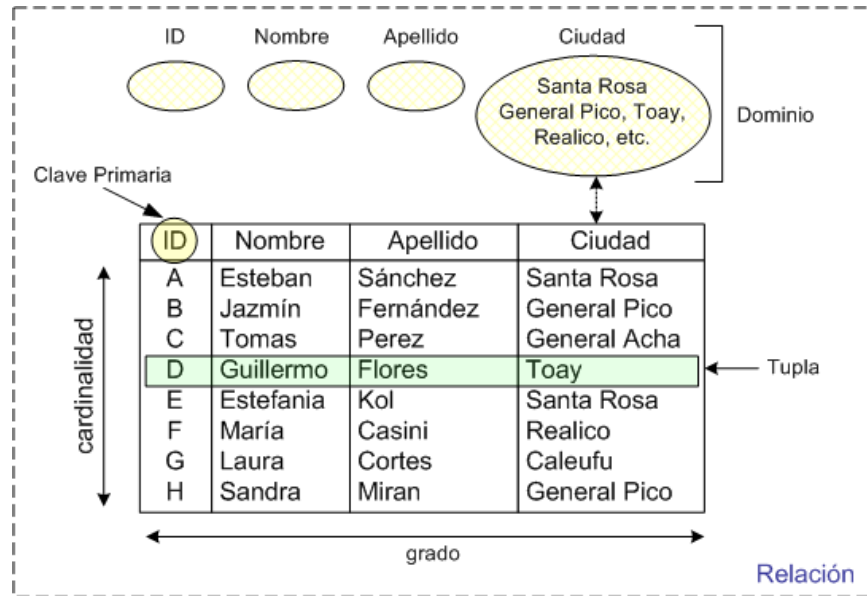 ID Nombre Apellido Ciudad
Santa Rosa
General Pico, Toay,
Realico, etc.
Dominio
Clave Primaria
ID Nombre Apellido Ciudad
A Esteban Sánchez Santa Rosa
B Jazmín Fernández General Pico
C Tomas Perez General Acha
D Guillermo Flores Toay
E Estefania Kol Santa Rosa
F María Casini Realico
G Laura Cortes Caleufu
H Sandra Miran General Pico
cardinalidad
Tupla
grado
Relación